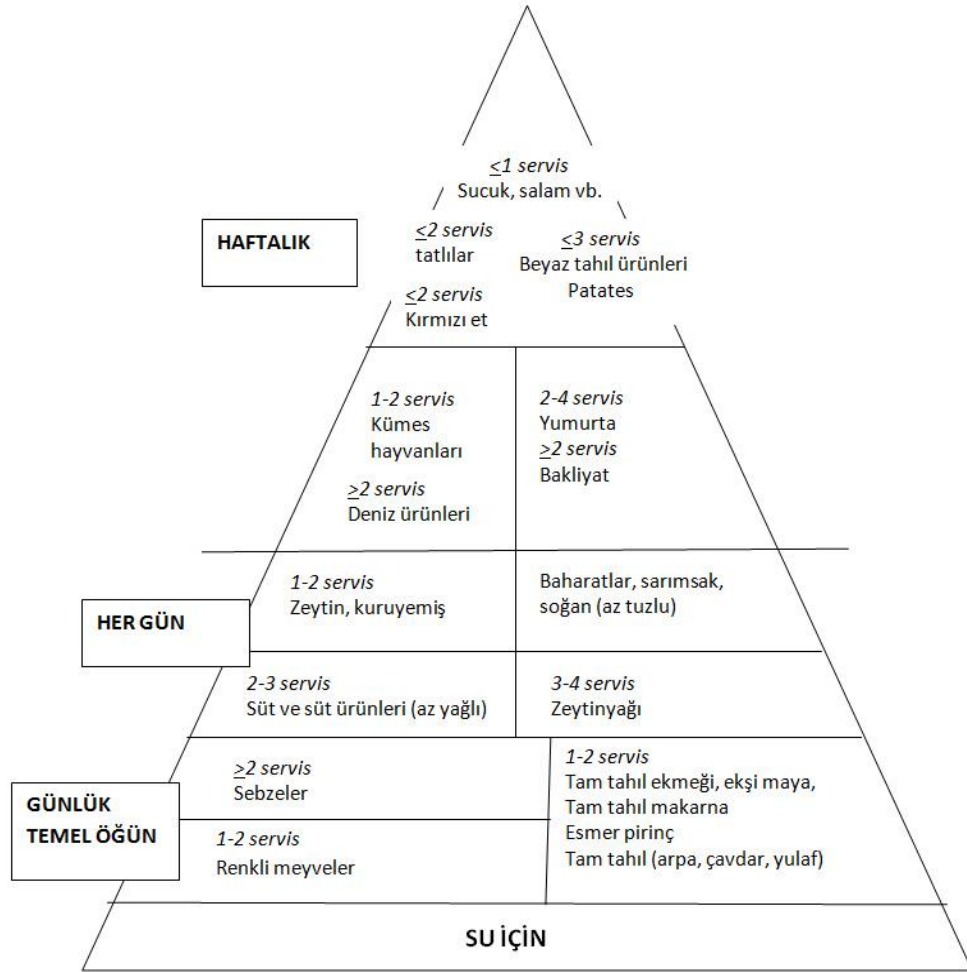 ≤1 servis
Sucuk, salam vb.
HAFTALIK
≤2 servis
tatlılar
≤3 servis
Beyaz tahıl ürünleri
Patates
≤2 servis
Kırmızı et
1-2 servis
Kümes
hayvanları
≥2 servis
Deniz ürünleri
2-4 servis
Yumurta
≥2 servis
Bakliyat
HER GÜN
1-2 servis
Zeytin, kuruyemiş
Baharatlar, sarımsak,
soğan (az tuzlu)
2-3 servis
Süt ve süt ürünleri (az yağlı)
3-4 servis
Zeytinyağı
GÜNLÜK
TEMEL ÖĞÜN
≥2 servis
Sebzeler
1-2 servis
Renkli meyveler
1-2 servis
Tam tahıl ekmeği, ekşi maya,
Tam tahıl makarna
Esmer pirinç
Tam tahıl (arpa, çavdar, yulaf)
SU İÇİN